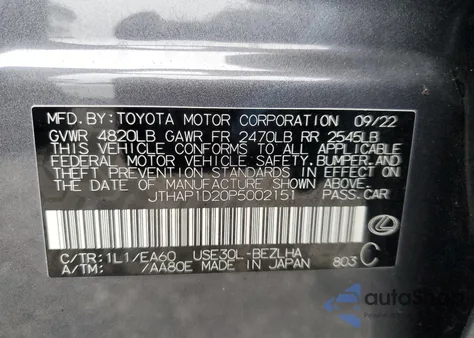 MFD.BY:TOYOTA MOTOR CORPORATION 09/22
GVWR 4820LB GAWR FR 2470LB RR 2545LB
THIS VEHICLE CONFORMS TO ALL APPLICABLE
FEDERAL MOTOR VEHICLE SAFETY,BUMPER,AND
THEFT PREVENTION STANDARDS IN EFFECT ON
THE DATE OF MANUFACTURE SHOWN ABOVE.
JTHAP1D20P5002151 PASS.CAR
C/TR:1L1/EA60 USE30L-BEZLHA C
A/TM: /AA80E MADE IN JAPAN 803